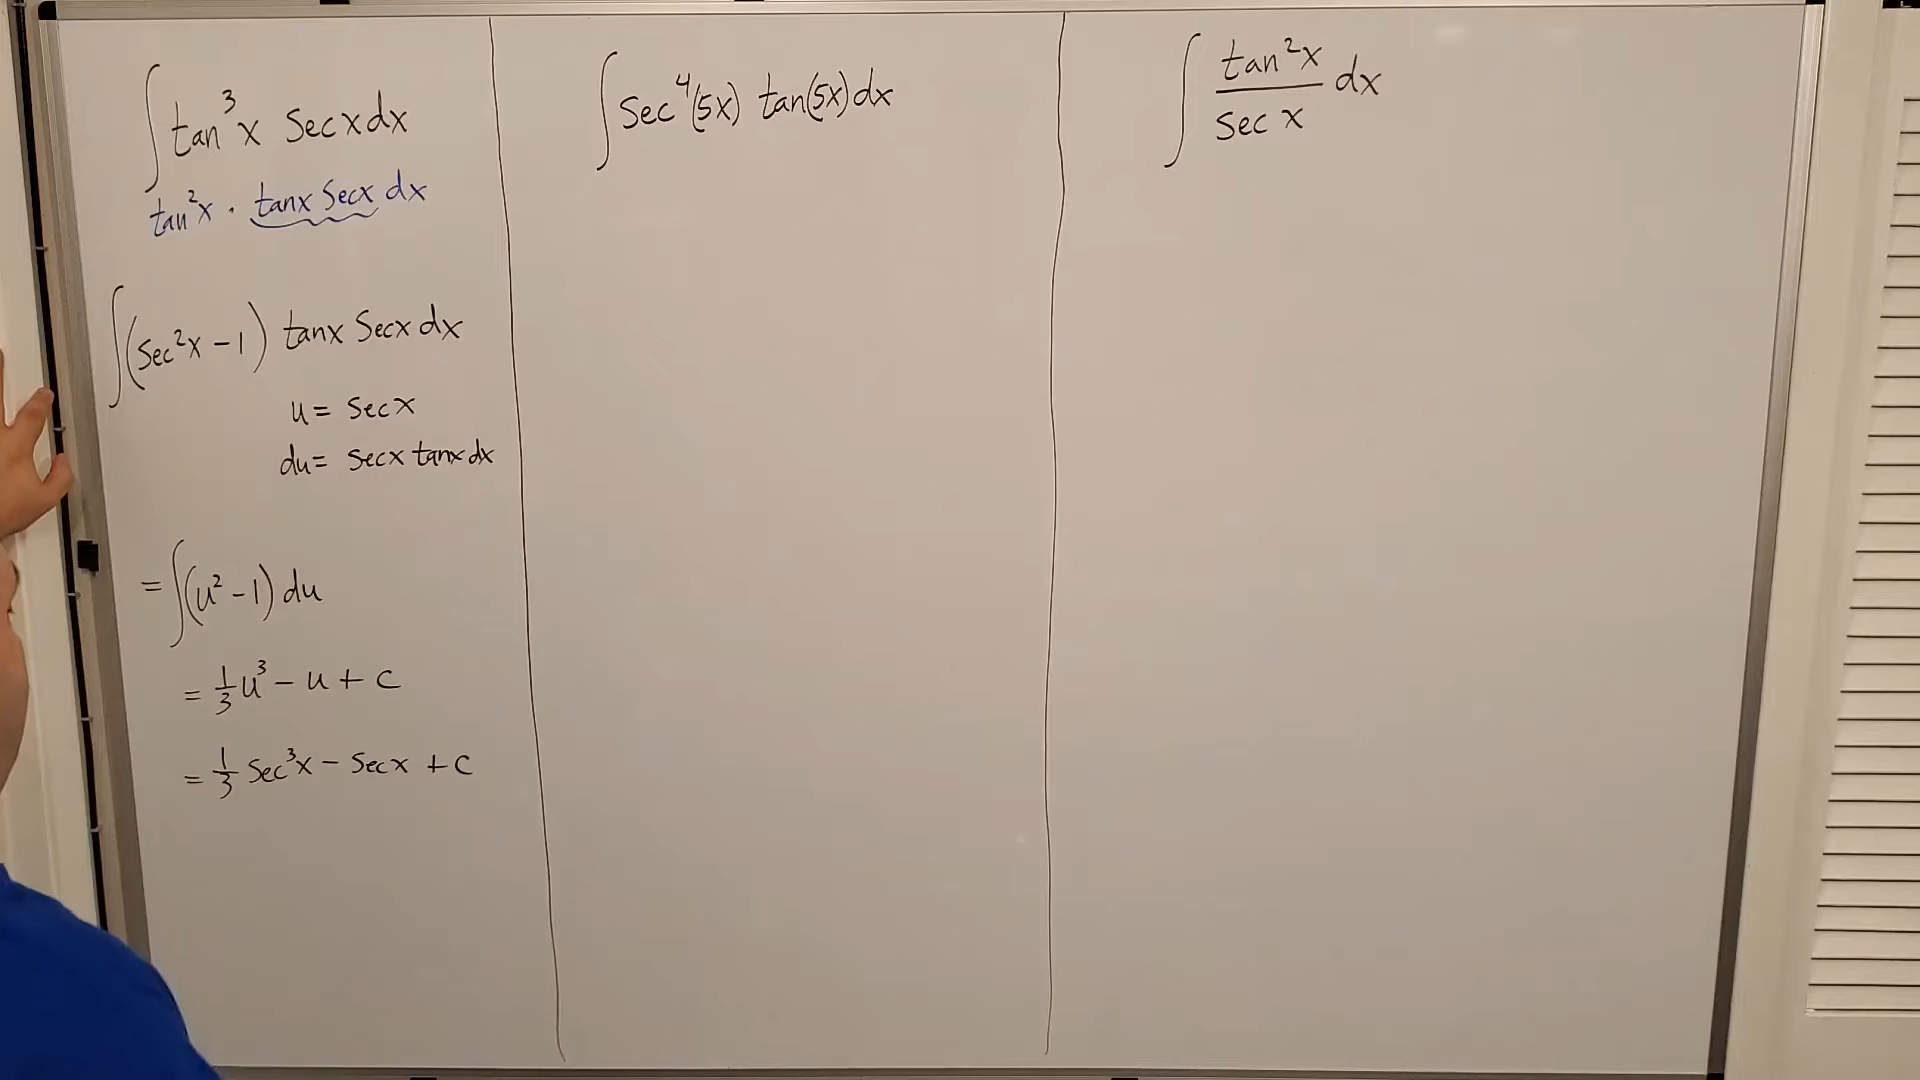 ∫ tan³x secx dx
tan²x · tanx secx dx
∫(sec²x − 1) tanx secx dx
u = secx
du = secx tanx dx
= ∫(u² − 1) du
= 1/3 u³ − u + c
= 1/3 sec³x − secx + c
∫ sec⁴(5x) tan(5x) dx
∫ tan²x / sec x dx